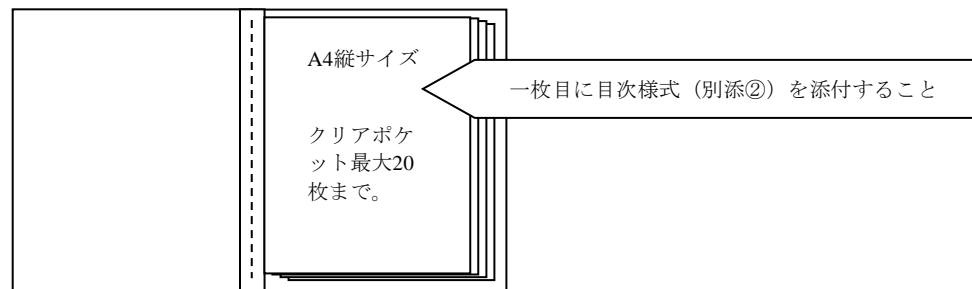 A4縦サイズ
一枚目に目次様式（別添②）を添付すること
クリアポケ
ット最大20
枚まで。